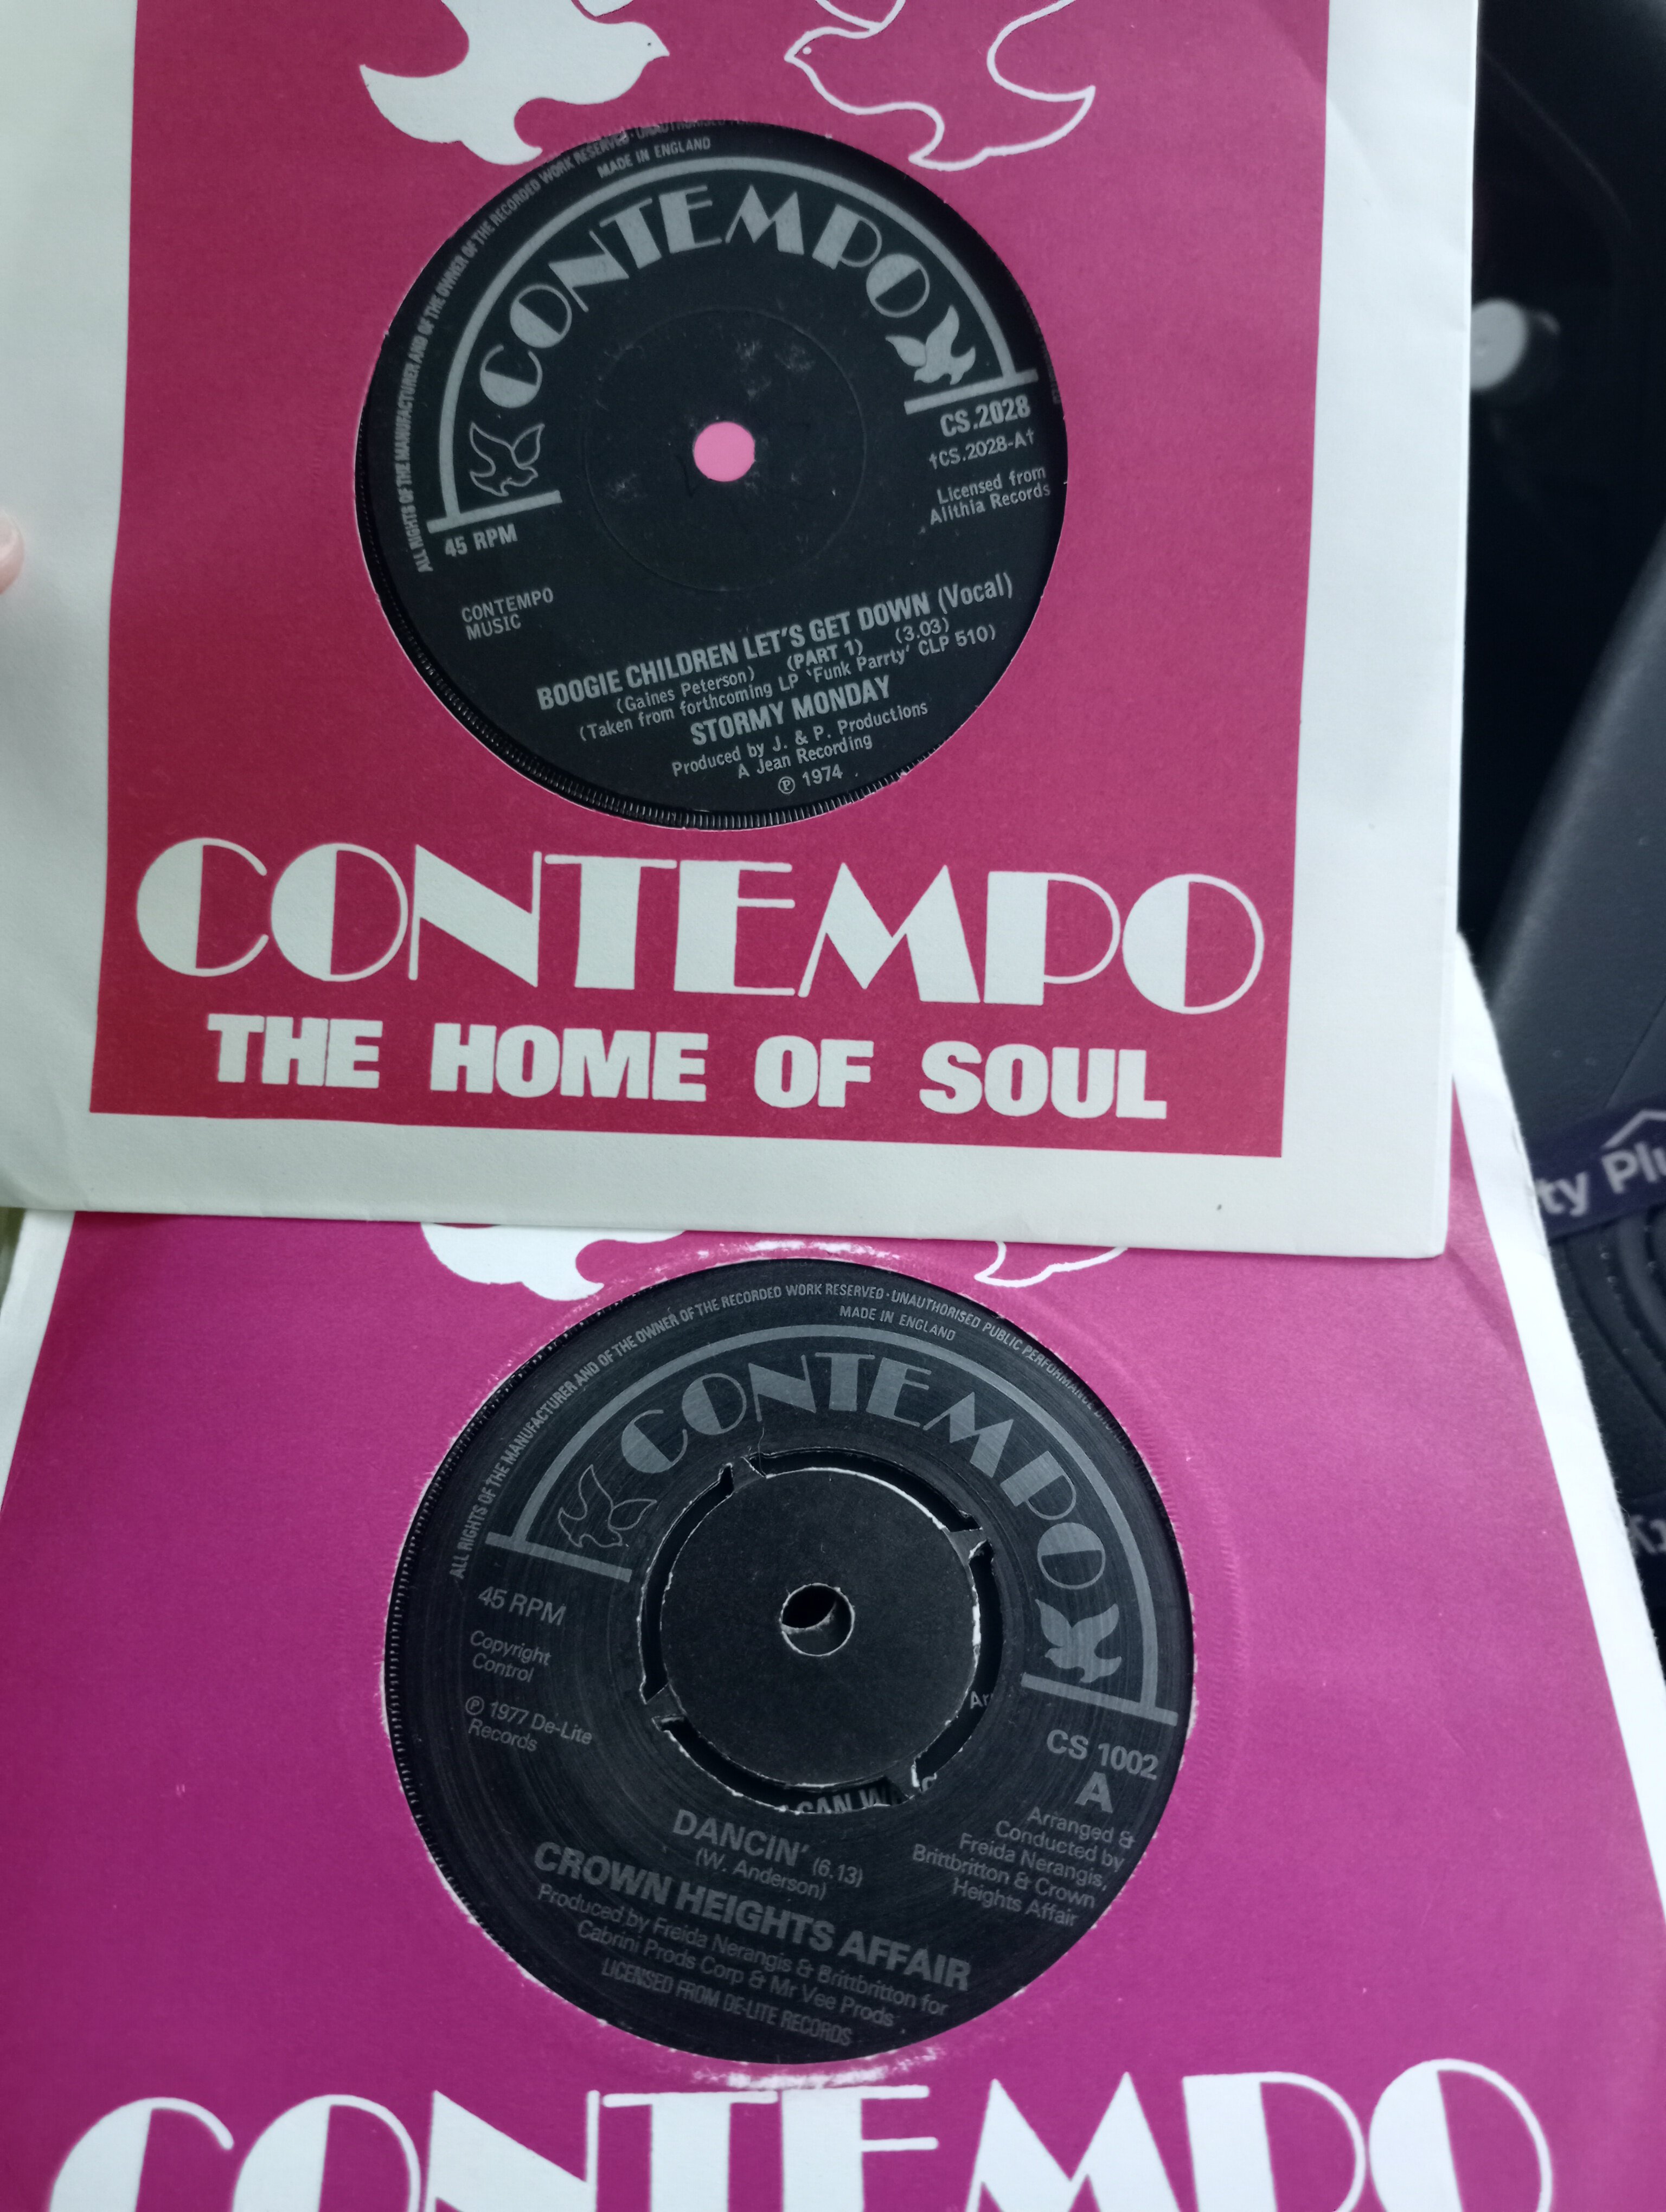 ALL RIGHTS OF THE MANUFACTURER AND OF THE OWNER OF THE RECORDED WORK RESERVED · UNAUTHORISED
MADE IN ENGLAND
CONTEMPO
CS.2028
†CS.2028-A†
Licensed from
Allthia Records
45 RPM
CONTEMPO
MUSIC
BOOGIE CHILDREN LET'S GET DOWN (Vocal)
(Gaines Peterson) (PART 1) (3.03)
(Taken from forthcoming LP 'Funk Parrty' CLP 510)
STORMY MONDAY
Produced by J. & P. Productions
A Jean Recording
Ⓟ 1974
CONTEMPO
THE HOME OF SOUL
ty Plu
ALL RIGHTS OF THE MANUFACTURER AND OF THE OWNER OF THE RECORDED WORK RESERVED · UNAUTHORISED PUBLIC PERFORMANCE
MADE IN ENGLAND
CONTEMPO
45 RPM
Copyright
Control
Ⓟ 1977 De-Lite
Records
CS 1002
A
Arranged &
Conducted by
Freida Nerangis,
Brittbritton & Crown
Heights Affair
Ar
I CAN
DANCIN' (6.13)
(W. Anderson)
CROWN HEIGHTS AFFAIR
Produced by Freida Nerangis & Brittbritton for
Cabrini Prods Corp & Mr Vee Prods
LICENSED FROM DE-LITE RECORDS
CONTEMPO